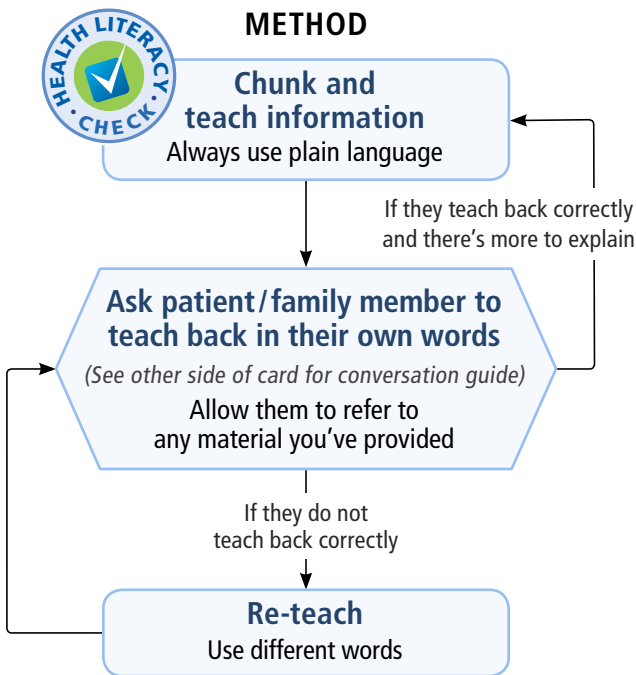 METHOD
HEALTH LITERACY
• CHECK •
Chunk and
teach information
Always use plain language
If they teach back correctly
and there's more to explain
Ask patient/family member to
teach back in their own words
(See other side of card for conversation guide)
Allow them to refer to
any material you've provided
If they do not
teach back correctly
Re-teach
Use different words